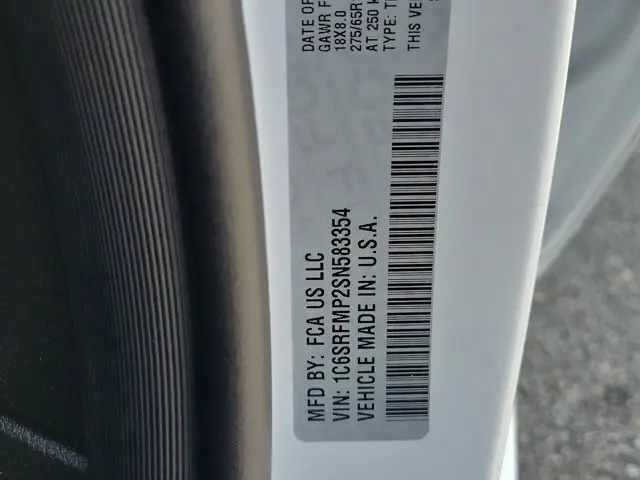 MFD BY: FCA US LLC
VIN: 1C6SRFMP2SN583354
VEHICLE MADE IN: U.S.A.
DATE OF
GAWR F
18X8.0
275/65R
AT 250 k
TYPE: T
THIS VE